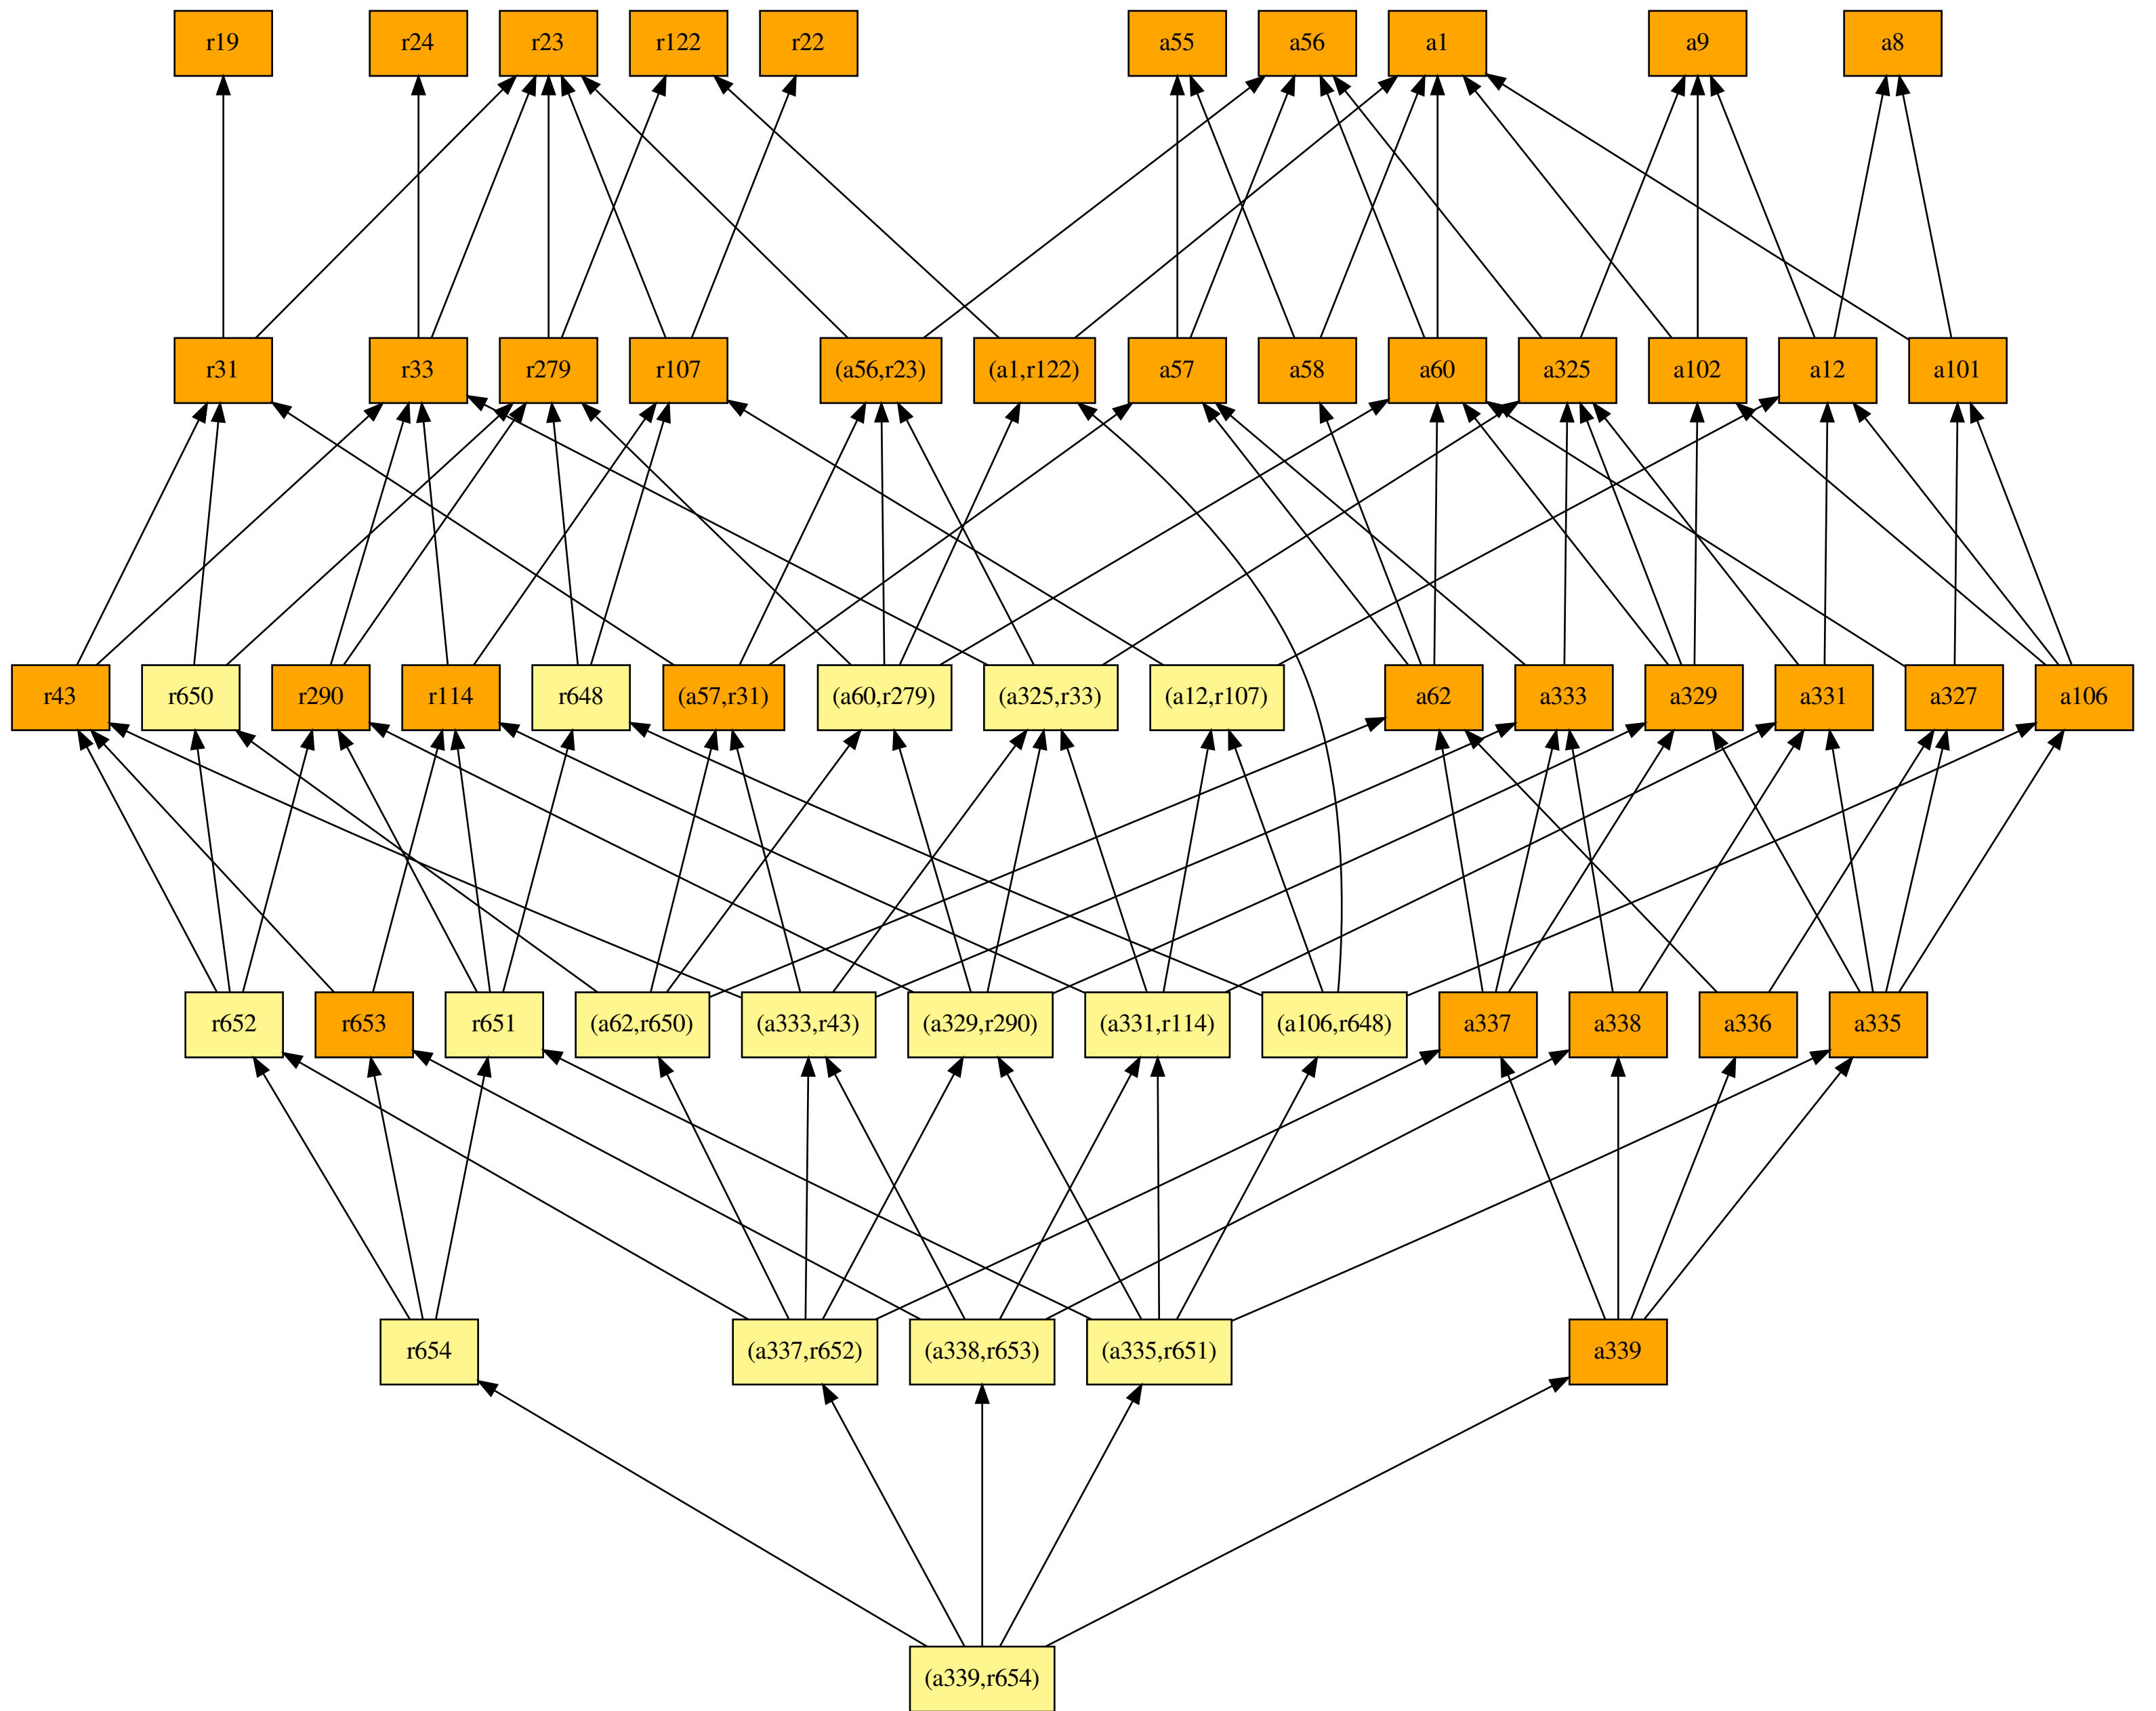 r19
r24
r23
r122
r22
a55
a56
a1
a9
a8
r31
r33
r279
r107
(a56,r23)
(a1,r122)
a57
a58
a60
a325
a102
a12
a101
r43
r650
r290
r114
r648
(a57,r31)
(a60,r279)
(a325,r33)
(a12,r107)
a62
a333
a329
a331
a327
a106
r652
r653
r651
(a62,r650)
(a333,r43)
(a329,r290)
(a331,r114)
(a106,r648)
a337
a338
a336
a335
r654
(a337,r652)
(a338,r653)
(a335,r651)
a339
(a339,r654)